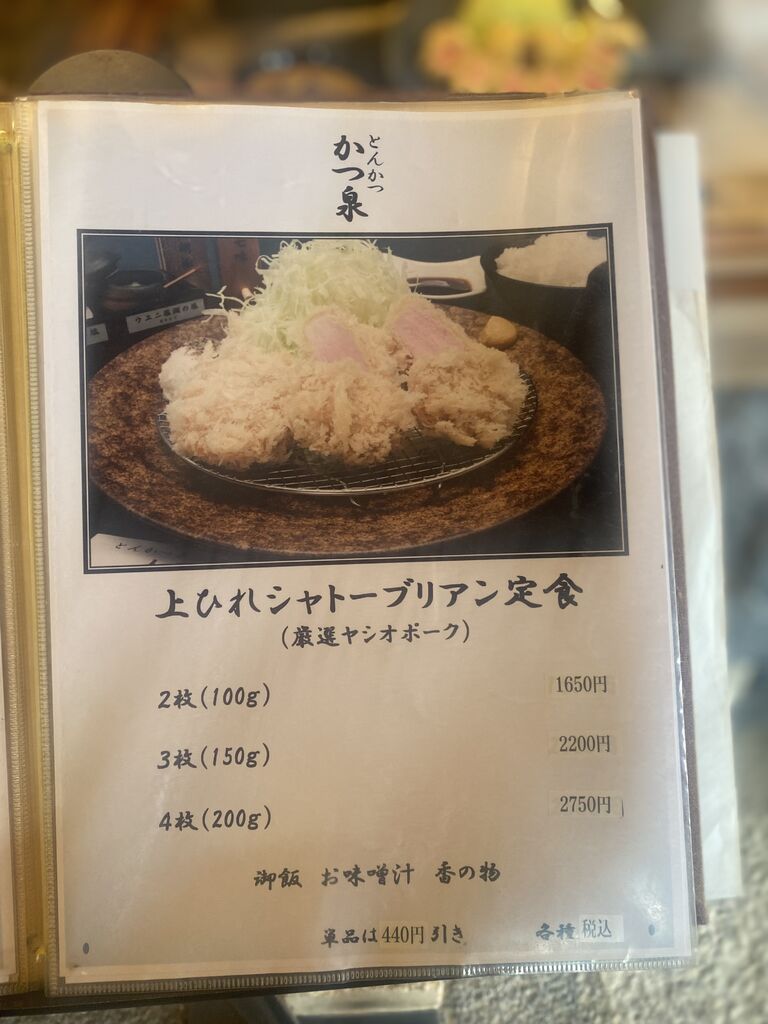 とんかつ
かつ泉
上ひれシャトーブリアン定食
(厳選ヤシオポーク)
2枚(100g) 1650円
3枚(150g) 2200円
4枚(200g) 2750円
御飯 お味噌汁 香の物
単品は440円引き 各種税込